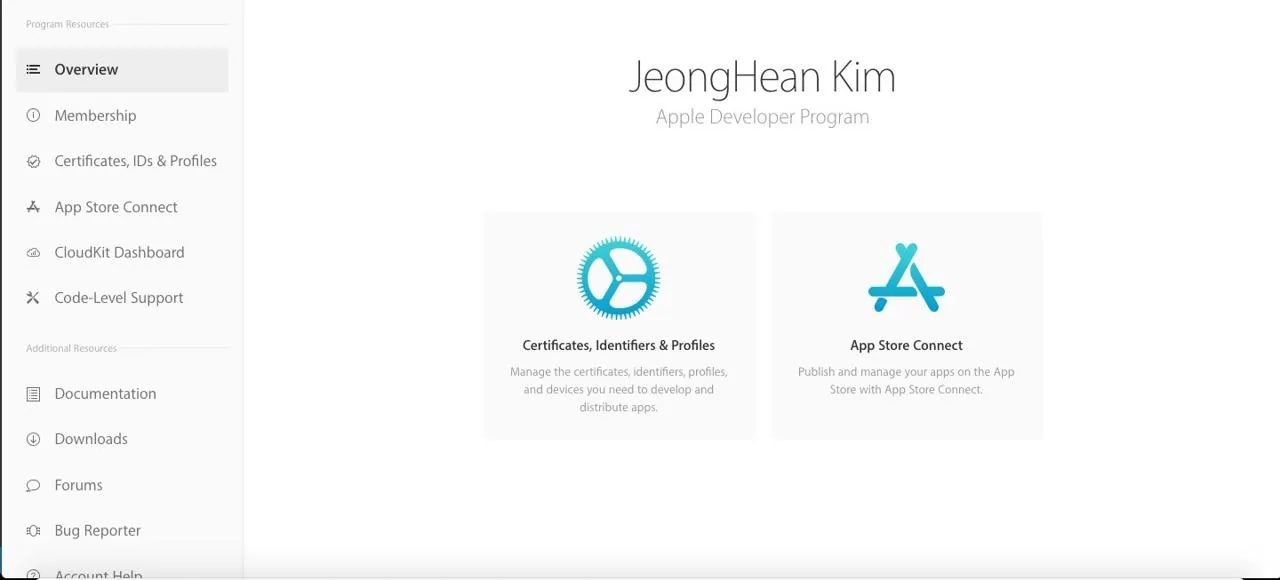 Program Resources
Overview
Membership
Certificates, IDs & Profiles
App Store Connect
CloudKit Dashboard
Code-Level Support
Additional Resources
Documentation
Downloads
Forums
Bug Reporter
Account Help
JeongHean Kim
Apple Developer Program
Certificates, Identifiers & Profiles
Manage the certificates, identifiers, profiles,
and devices you need to develop and
distribute apps.
App Store Connect
Publish and manage your apps on the App
Store with App Store Connect.